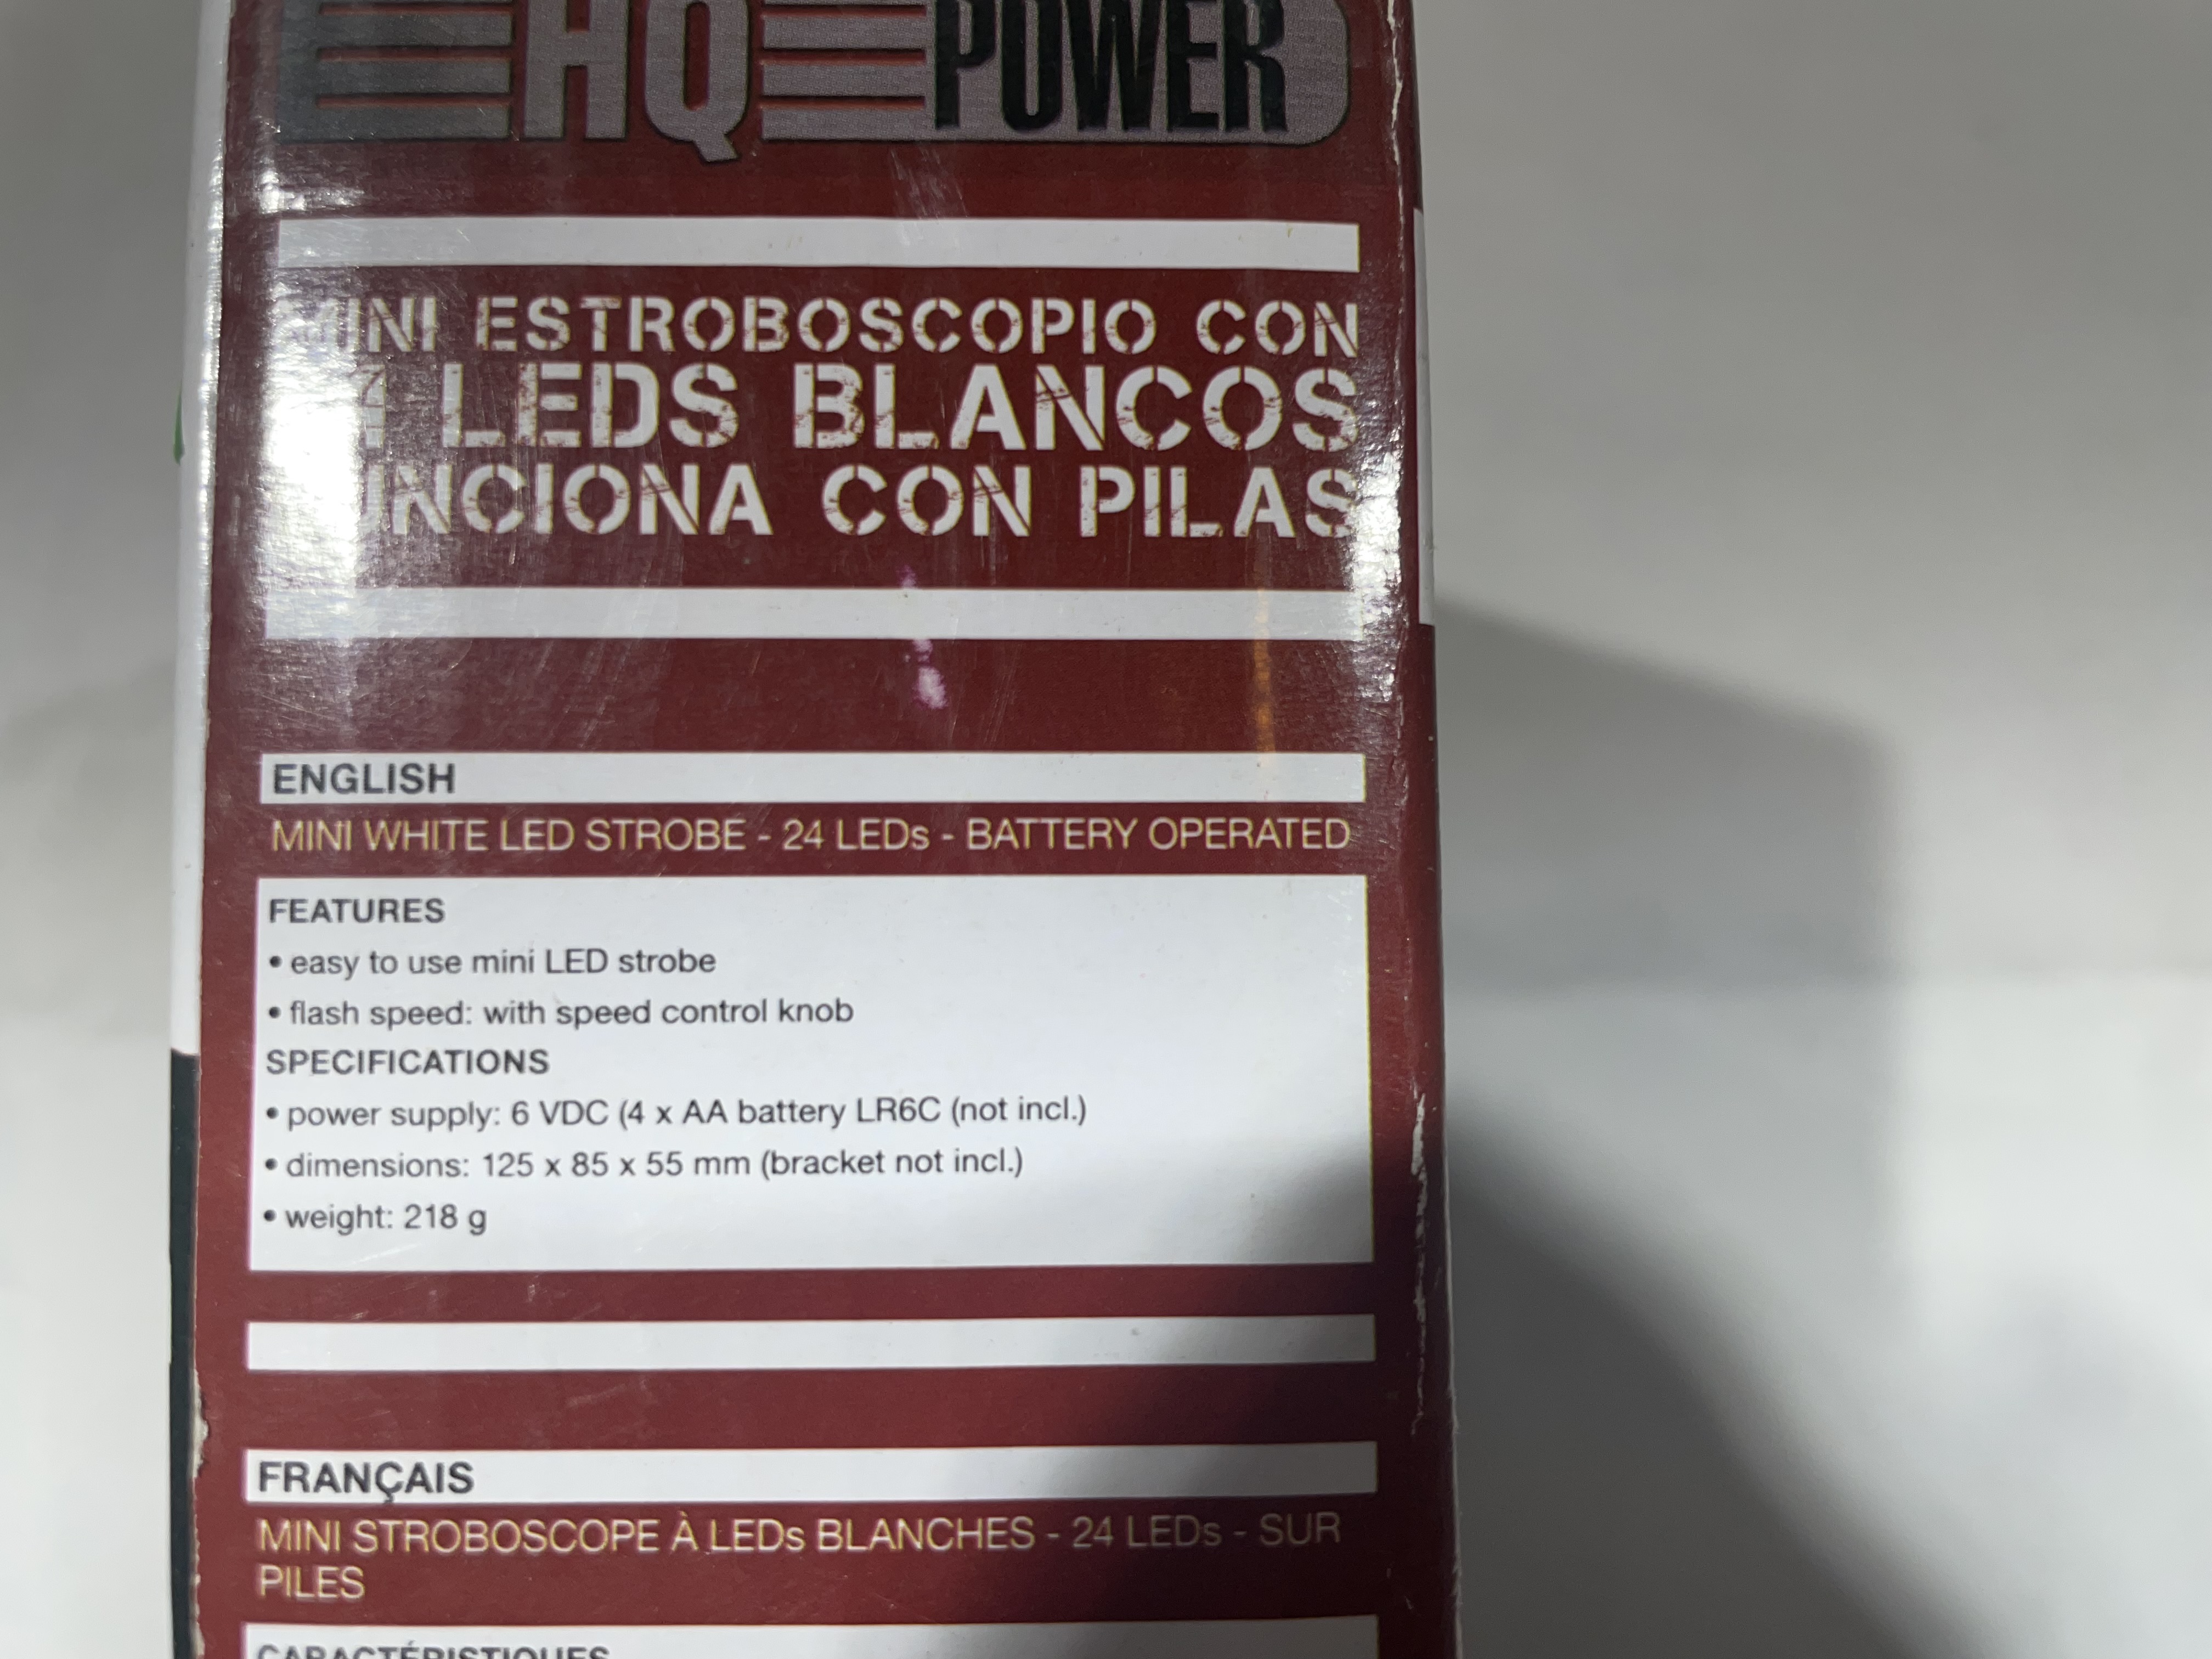 HQ POWER
MINI ESTROBOSCOPIO CON
LEDS BLANCOS
FUNCIONA CON PILAS
ENGLISH
MINI WHITE LED STROBE - 24 LEDs - BATTERY OPERATED
FEATURES
• easy to use mini LED strobe
• flash speed: with speed control knob
SPECIFICATIONS
• power supply: 6 VDC (4 x AA battery LR6C (not incl.)
• dimensions: 125 x 85 x 55 mm (bracket not incl.)
• weight: 218 g
FRANÇAIS
MINI STROBOSCOPE À LEDs BLANCHES - 24 LEDs - SUR
PILES
CARACTÉRISTIQUES